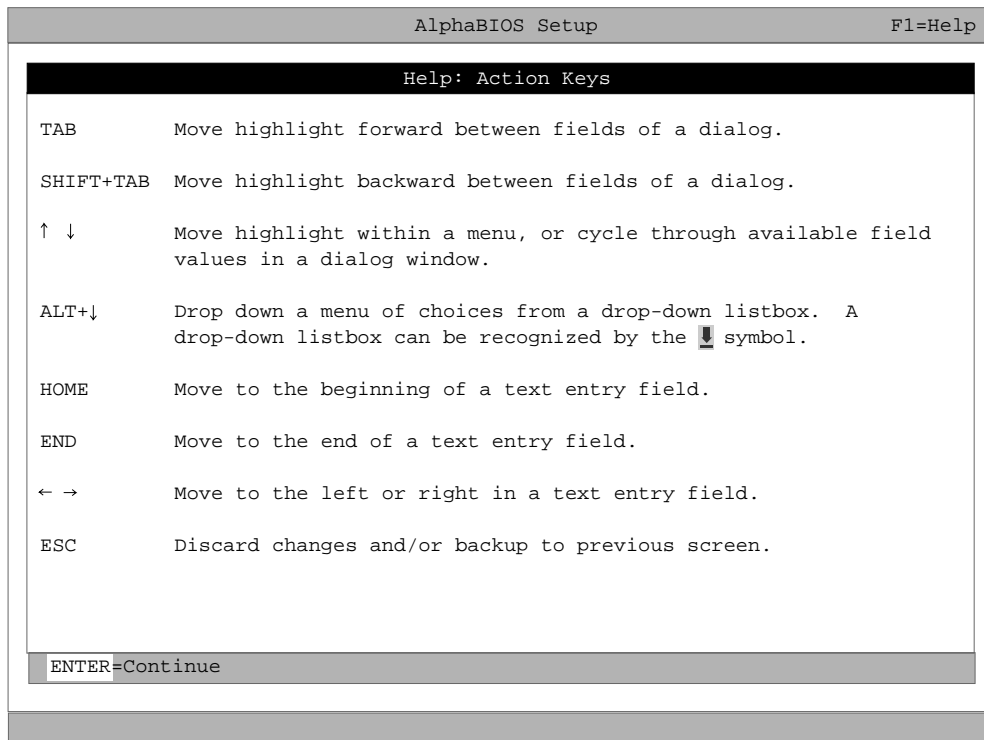 AlphaBIOS Setup F1=Help
Help: Action Keys
TAB Move highlight forward between fields of a dialog.
SHIFT+TAB Move highlight backward between fields of a dialog.
↑ ↓ Move highlight within a menu, or cycle through available field
values in a dialog window.
ALT+↓ Drop down a menu of choices from a drop-down listbox. A
drop-down listbox can be recognized by the ⬇ symbol.
HOME Move to the beginning of a text entry field.
END Move to the end of a text entry field.
← → Move to the left or right in a text entry field.
ESC Discard changes and/or backup to previous screen.
ENTER=Continue